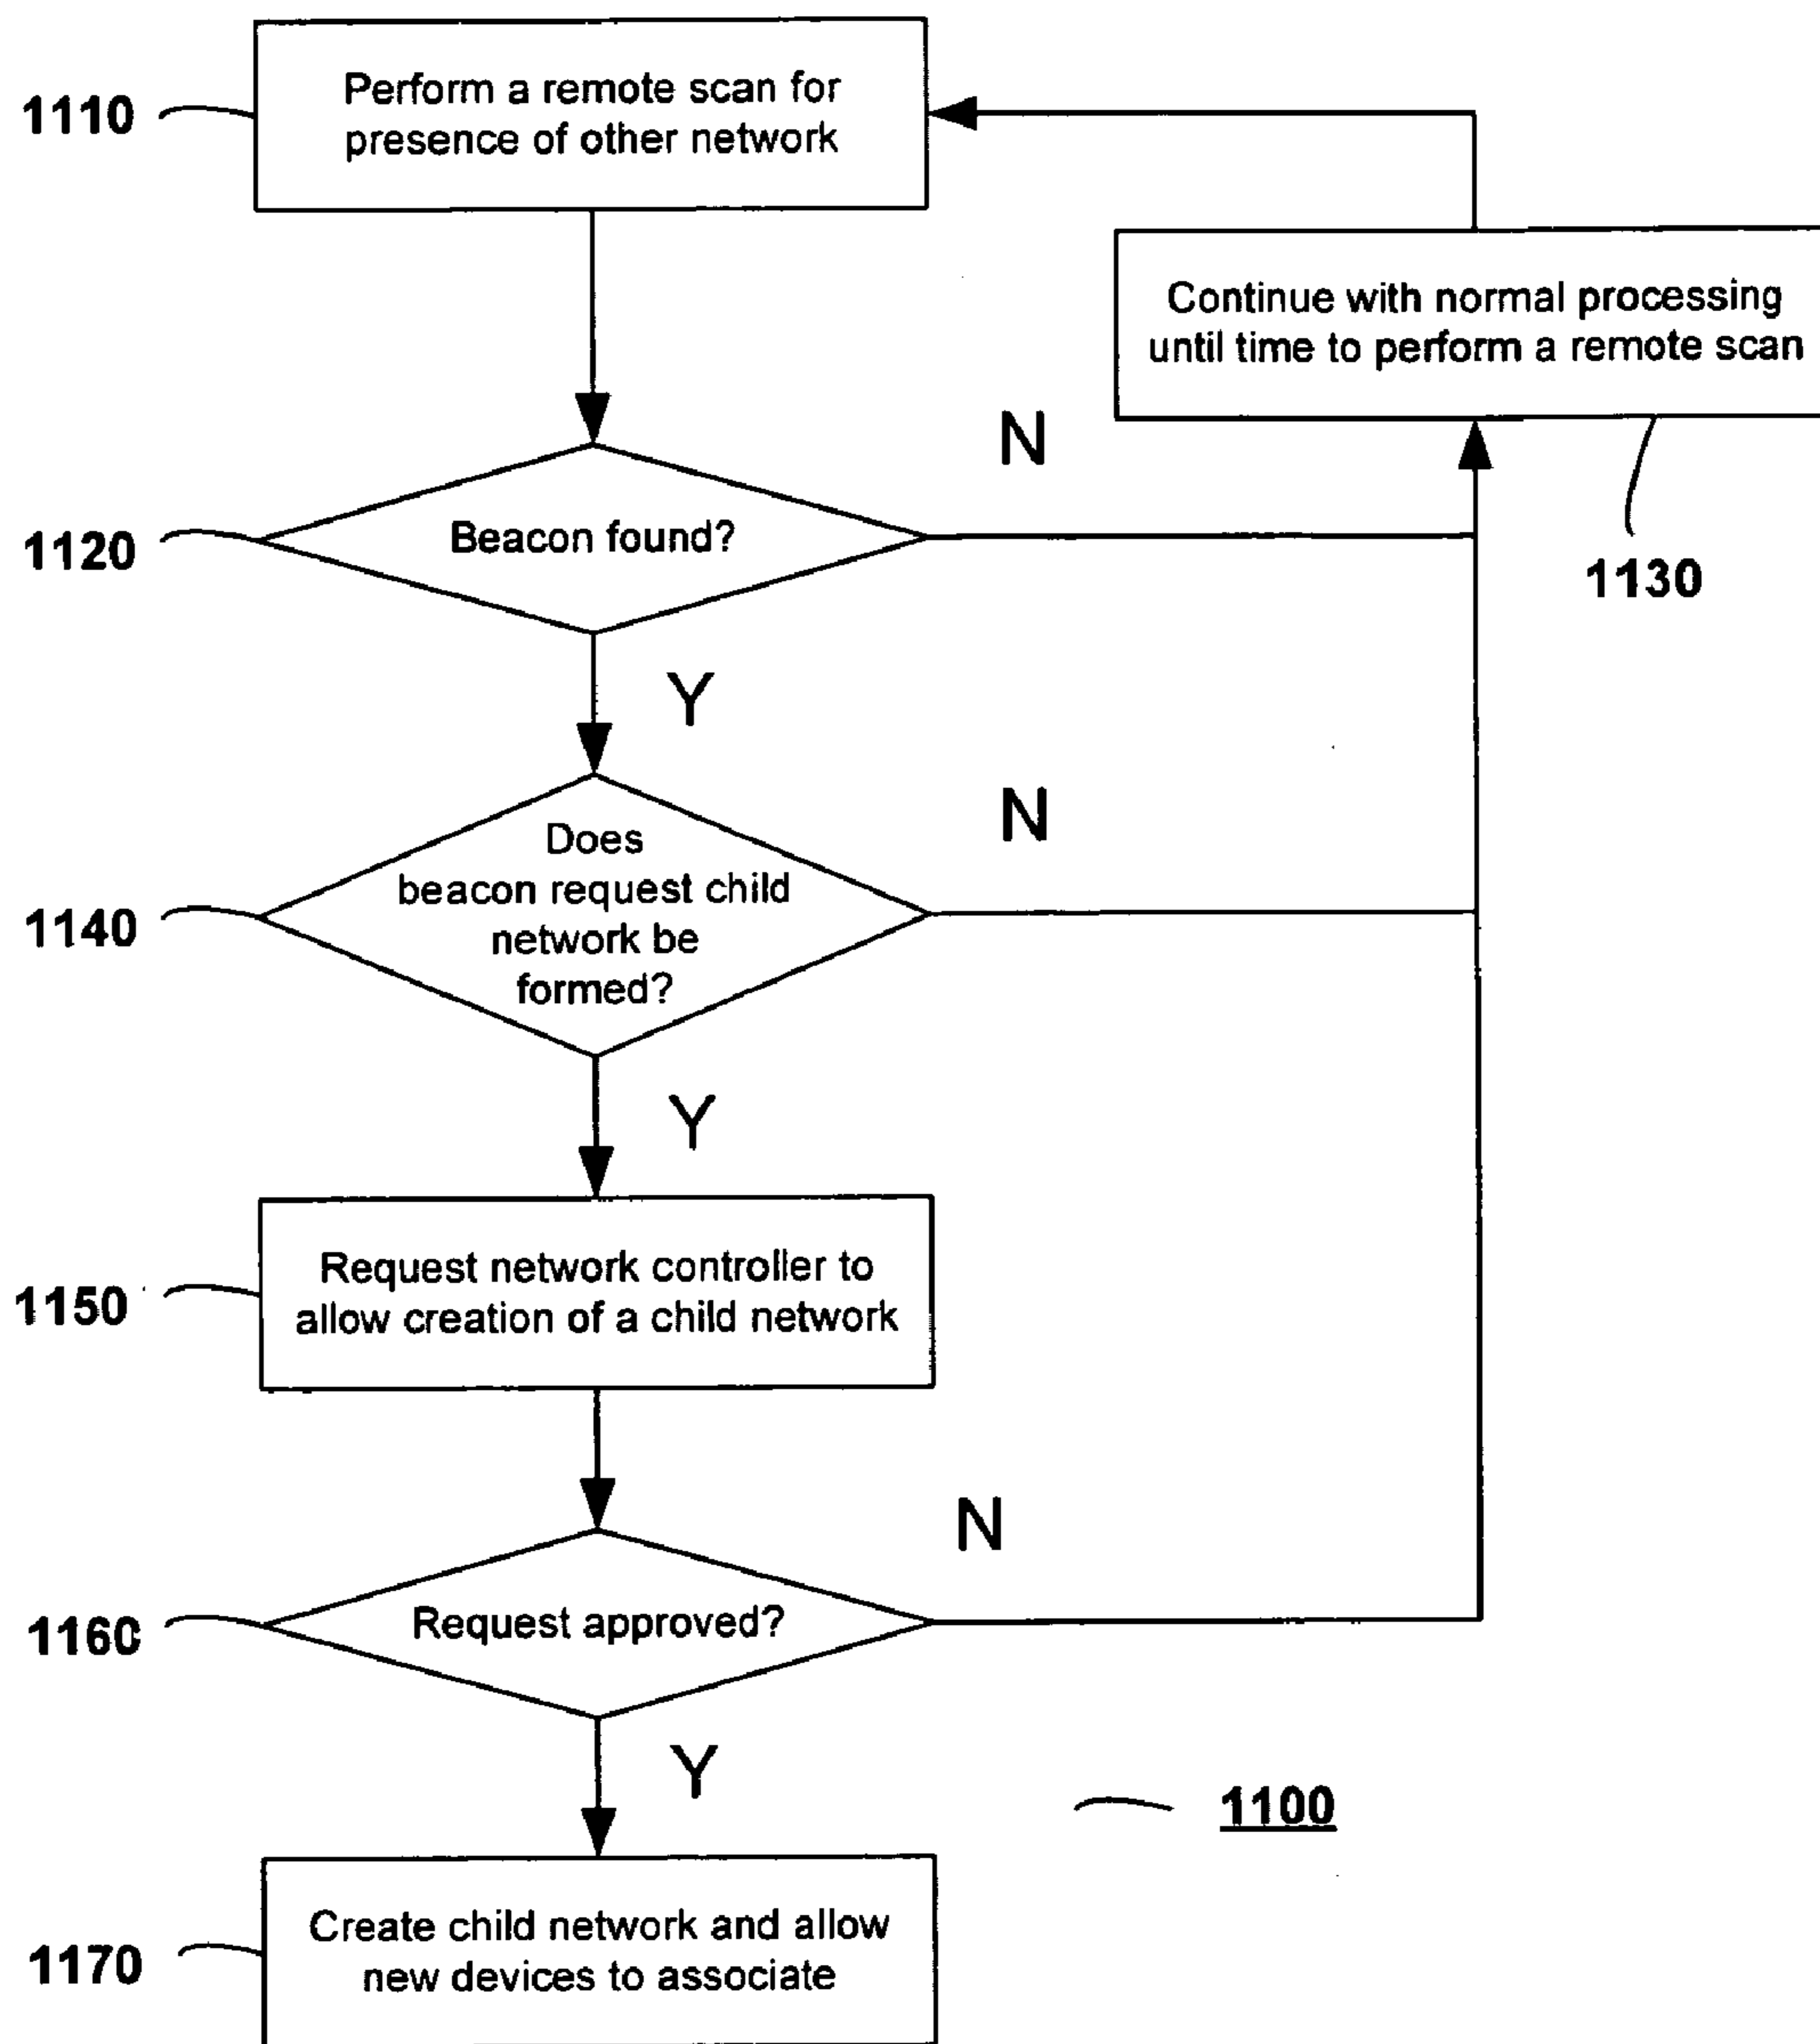 1110
Perform a remote scan for
presence of other network
Continue with normal processing
until time to perform a remote scan
1130
N
1120
Beacon found?
Y
N
1140
Does
beacon request child
network be
formed?
Y
1150
Request network controller to
allow creation of a child network
N
1160
Request approved?
Y
1100
1170
Create child network and allow
new devices to associate